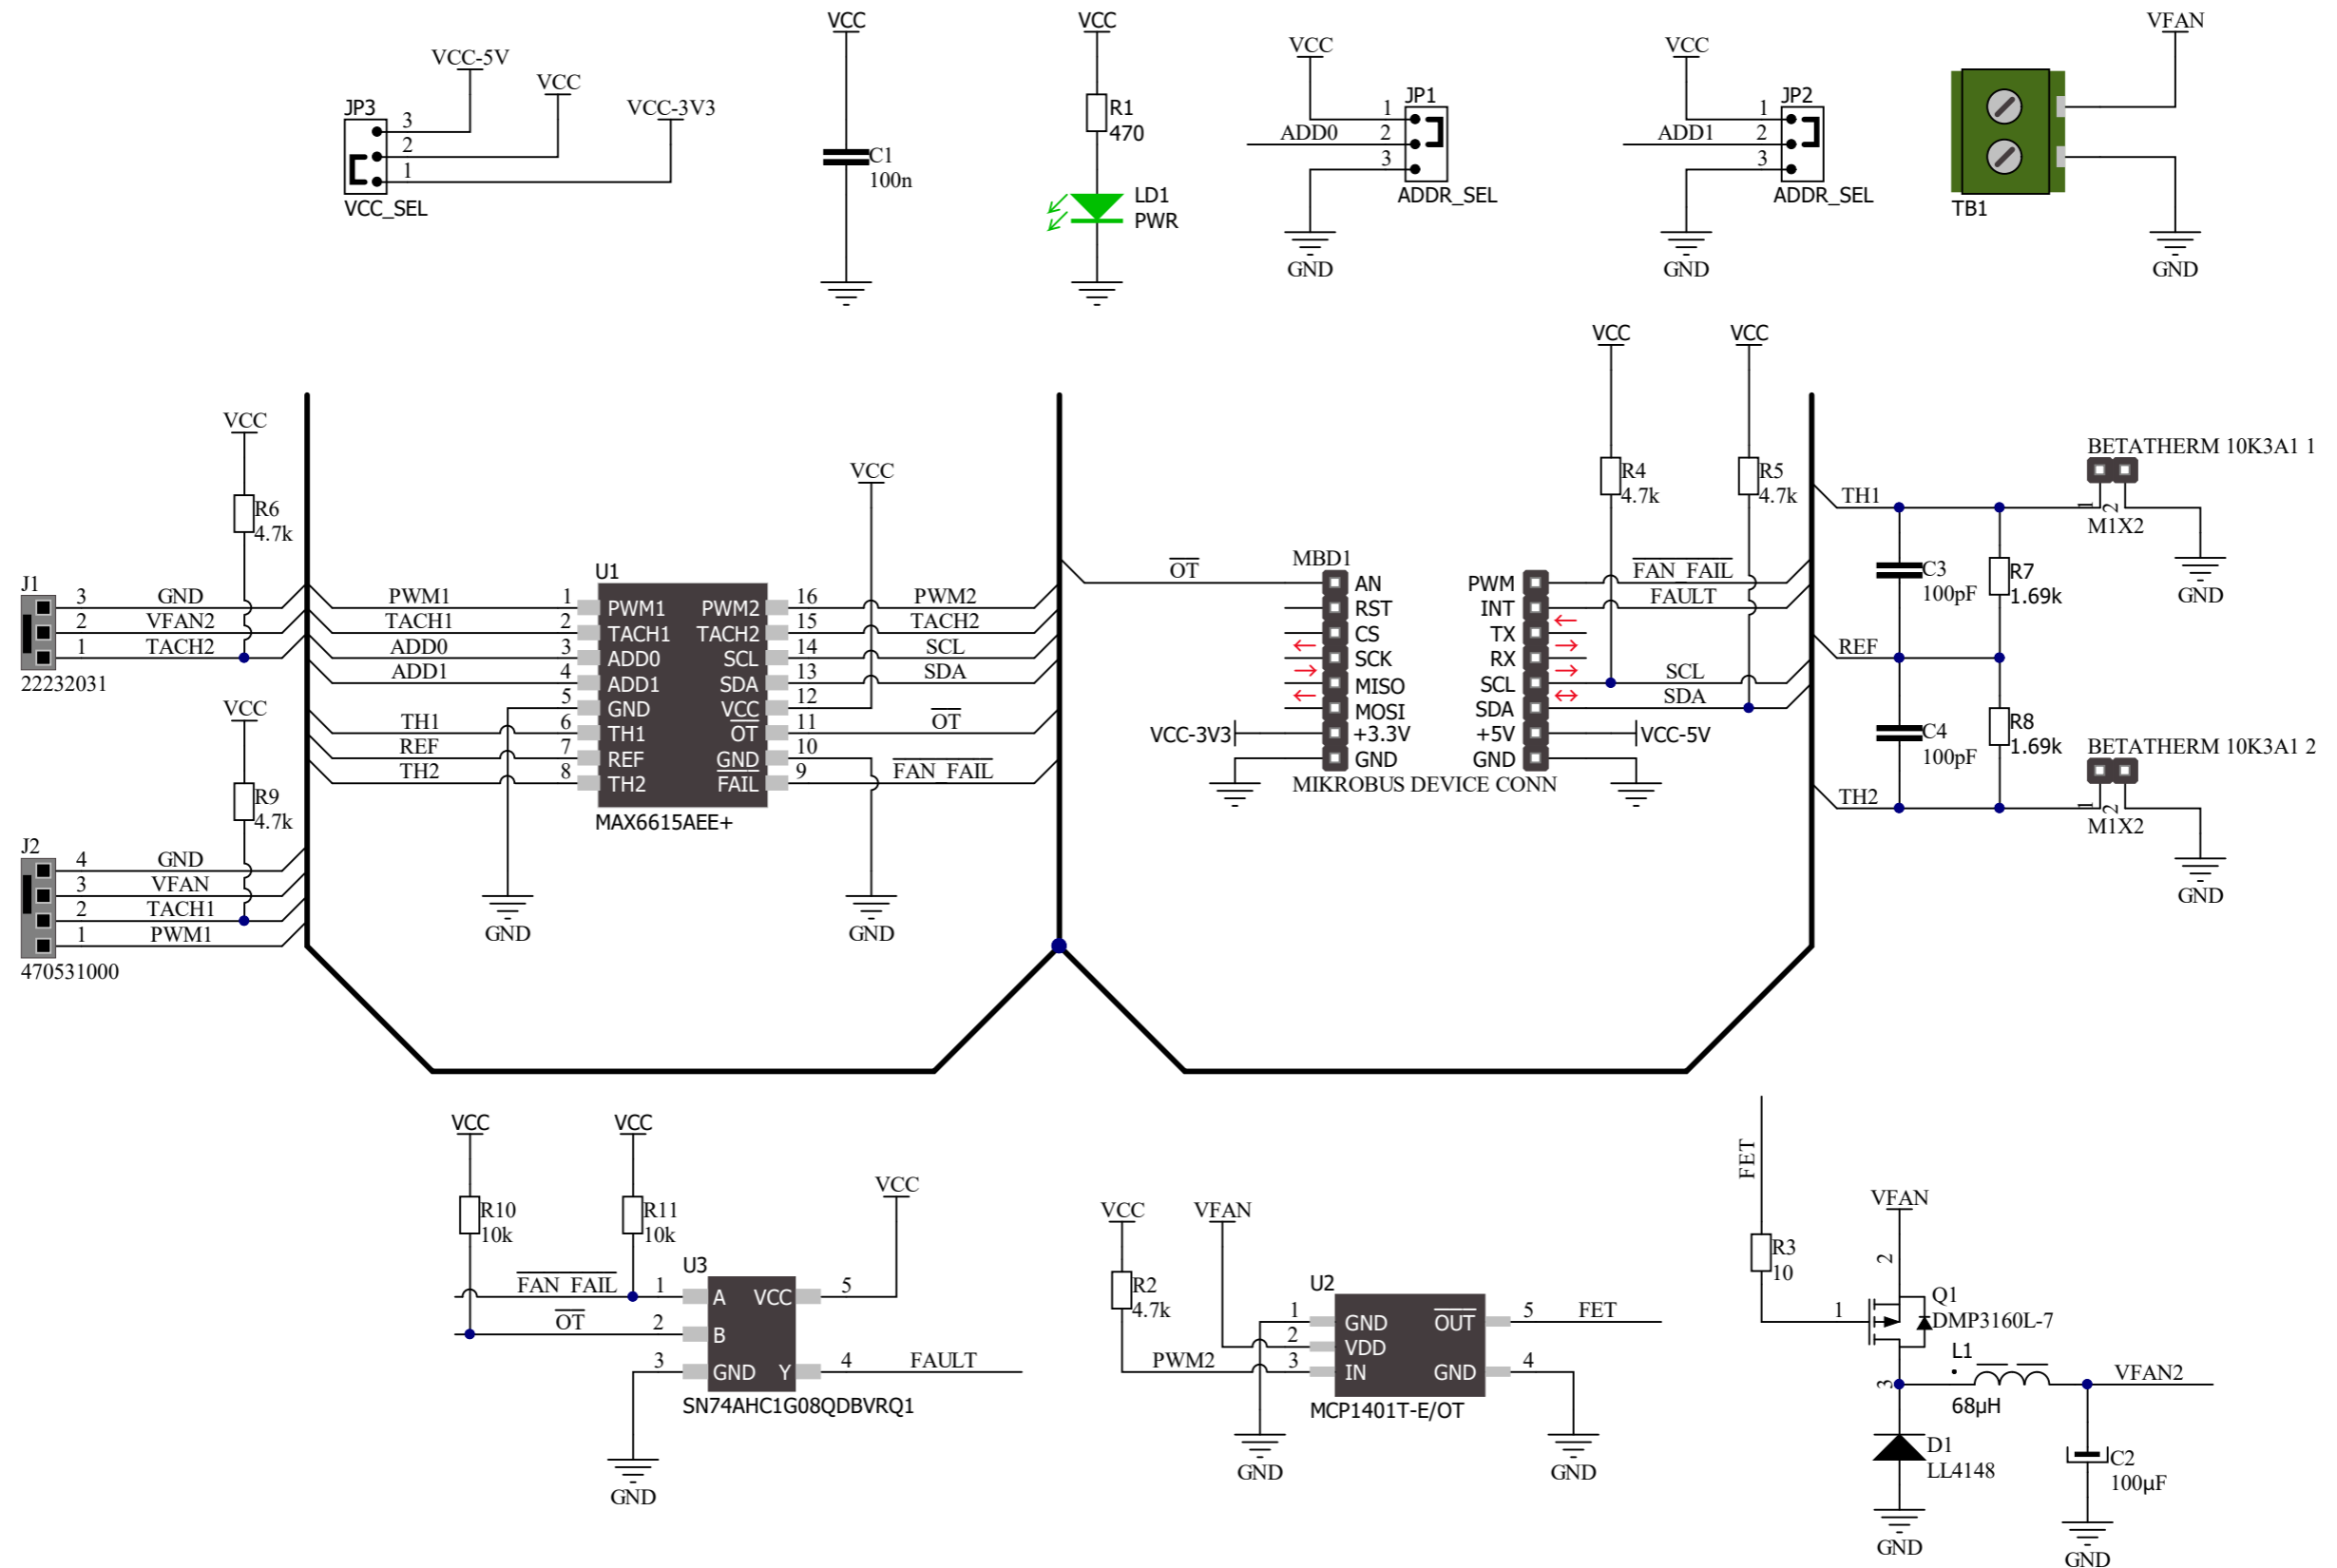 VCC-5V
VCC
VCC-3V3
JP3
3
2
1
VCC_SEL
VCC
C1
100n
VCC
R1
470
LD1
PWR
VCC
JP1
1
ADD0 2
3
ADDR_SEL
GND
VCC
JP2
1
ADD1 2
3
ADDR_SEL
GND
VFAN
TB1
GND
VCC
R6
4.7k
J1
3 GND
2 VFAN2
1 TACH2
22232031
VCC
R9
4.7k
J2
4 GND
3 VFAN
2 TACH1
1 PWM1
470531000
VCC
U1
PWM1 1 PWM1 PWM2 16 PWM2
TACH1 2 TACH1 TACH2 15 TACH2
ADD0 3 ADD0 SCL 14 SCL
ADD1 4 ADD1 SDA 13 SDA
5 GND VCC 12
TH1 6 TH1 OT 11 OT
REF 7 REF GND 10
TH2 8 TH2 FAIL 9 FAN_FAIL
MAX6615AEE+
GND
GND
VCC
VCC
R4
4.7k
R5
4.7k
MBD1
OT AN PWM FAN_FAIL
RST INT FAULT
CS TX
SCK RX
MISO SCL SCL
MOSI SDA SDA
VCC-3V3 +3.3V +5V VCC-5V
GND GND
MIKROBUS DEVICE CONN
BETATHERM 10K3A1 1
TH1
1
2
M1X2
C3
100pF
R7
1.69k
GND
REF
C4
100pF
R8
1.69k
BETATHERM 10K3A1 2
TH2
1
2
M1X2
GND
VCC
VCC
R10
10k
R11
10k
VCC
U3
FAN_FAIL 1 A VCC 5
OT 2 B
3 GND Y 4 FAULT
SN74AHC1G08QDBVRQ1
GND
VCC
VFAN
R2
4.7k
U2
1 GND OUT 5 FET
2 VDD
PWM2 3 IN GND 4
MCP1401T-E/OT
GND
GND
FET
R3
10
VFAN
2
1
Q1
DMP3160L-7
3
L1
68µH
VFAN2
D1
LL4148
C2
100µF
GND
GND